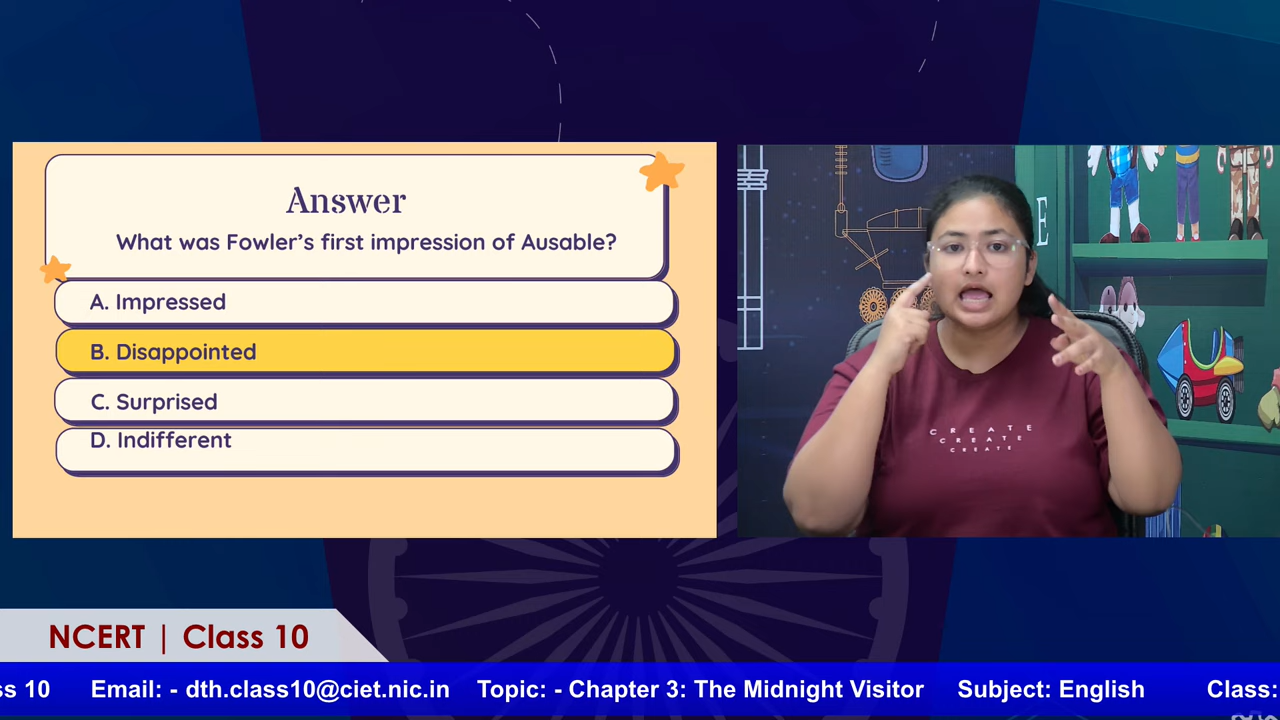 Answer
What was Fowler’s first impression of Ausable?
A. Impressed
B. Disappointed
C. Surprised
D. Indifferent
E
CREATE
CREATE
CREATE
NCERT | Class 10
ss 10 Email: - dth.class10@ciet.nic.in Topic: - Chapter 3: The Midnight Visitor Subject: English Class: